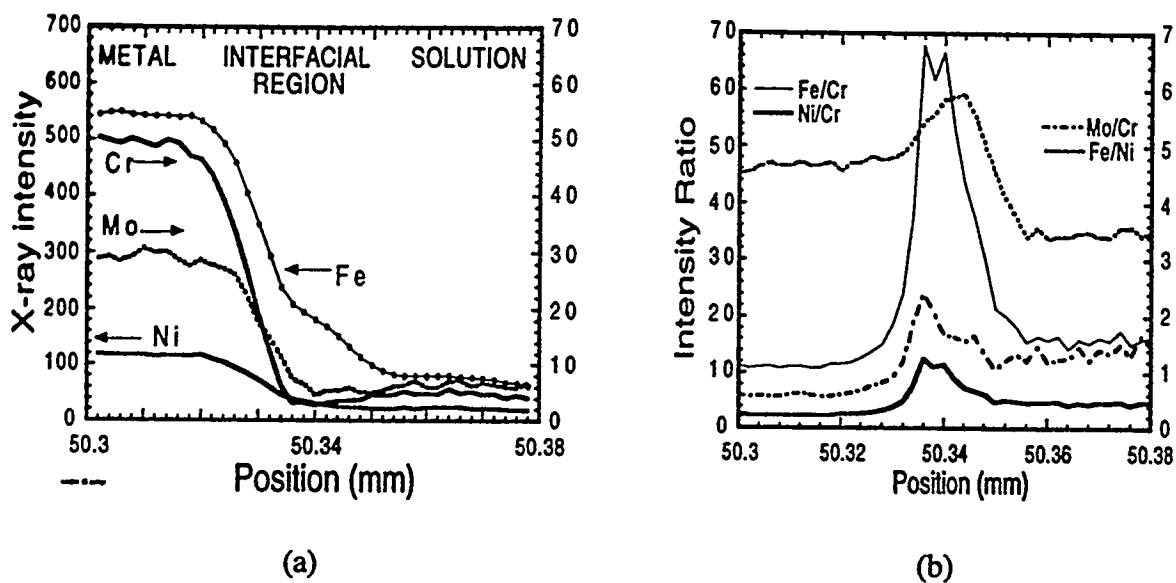 700
600
500
400
300
200
100
0
X-ray intensity
METAL INTERFACIAL REGION SOLUTION
Cr
Mo
Ni
Fe
70
60
50
40
30
20
10
0
50.3 50.34 50.38
Position (mm)
(a)
70
60
50
40
30
20
10
0
Intensity Ratio
Fe/Cr
Ni/Cr
Mo/Cr
Fe/Ni
7
6
5
4
3
2
1
0
50.3 50.32 50.34 50.36 50.38
Position (mm)
(b)